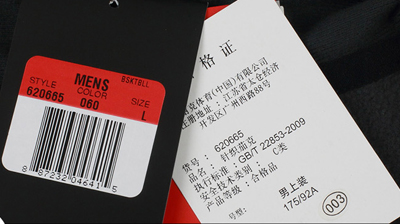 BSKTBLL
MENS
STYLE COLOR SIZE
620665 060 L
8 87232 04641 5
格证
克体育(中国)有限公司
注册地址：江苏省太仓经济
开发区广州西路88号
货号： 620665
品名： 针织茄克
执行标准： GB/T 22853-2009
安全技术类别： C类
产品等级： 合格品
号型：
男上装
175/92A
003